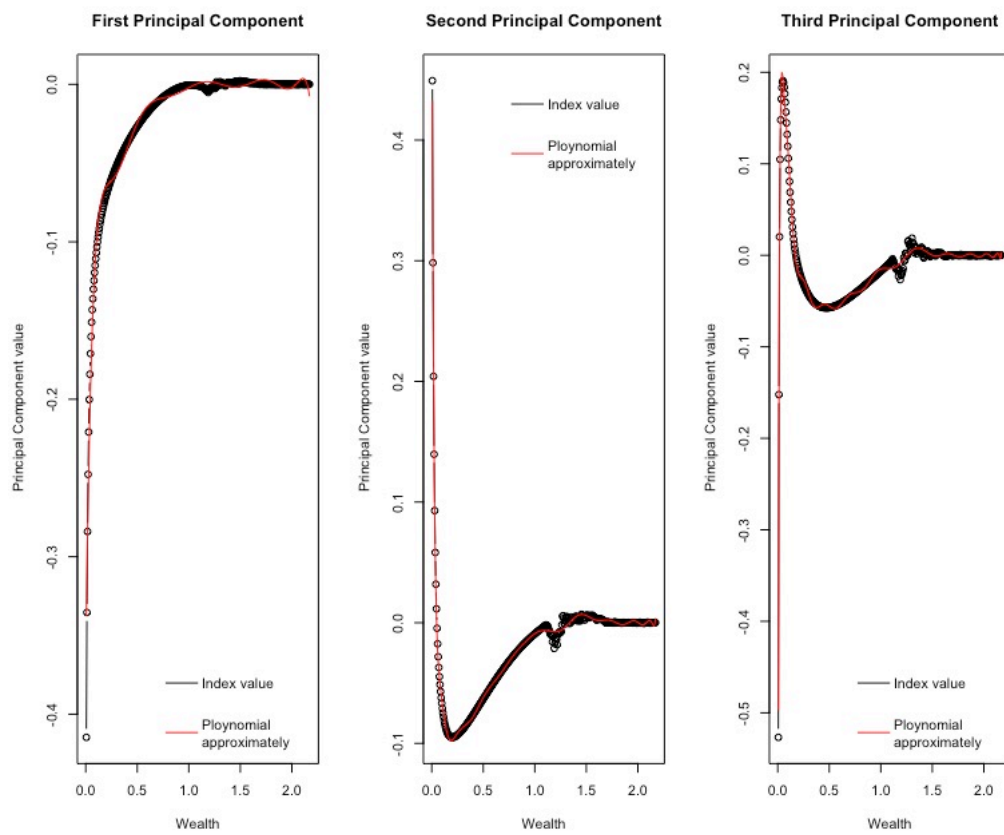 First Principal Component
Principal Component value
0.0
-0.1
-0.2
-0.3
-0.4
Index value
Ploynomial
approximately
0.0 0.5 1.0 1.5 2.0
Wealth
Second Principal Component
Principal Component value
0.4
0.3
0.2
0.1
0.0
-0.1
Index value
Ploynomial
approximately
0.0 0.5 1.0 1.5 2.0
Wealth
Third Principal Component
Principal Component value
0.2
0.1
0.0
-0.1
-0.2
-0.3
-0.4
-0.5
Index value
Ploynomial
approximately
0.0 0.5 1.0 1.5 2.0
Wealth